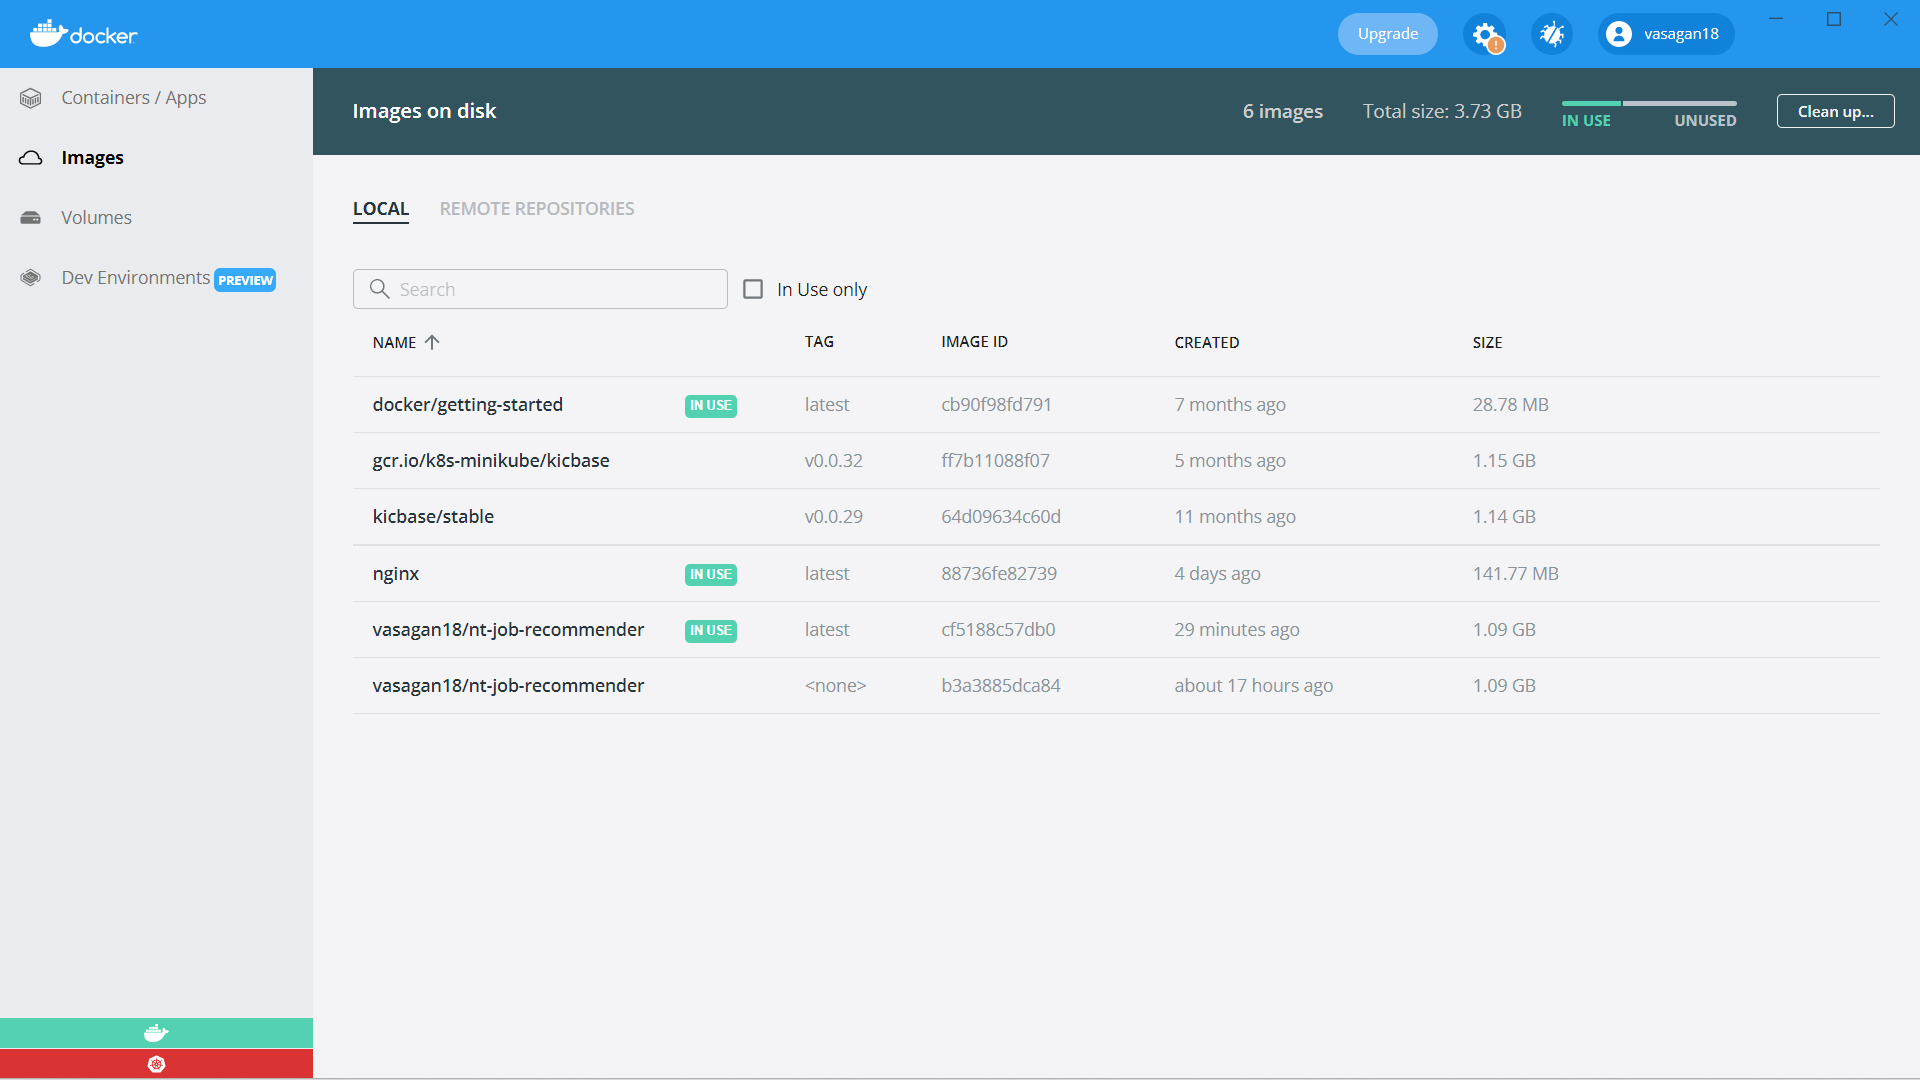 docker
Upgrade
vasagan18
Containers / Apps
Images
Volumes
Dev Environments PREVIEW
Images on disk
6 images
Total size: 3.73 GB
IN USE
UNUSED
Clean up...
LOCAL
REMOTE REPOSITORIES
Search
In Use only
NAME TAG IMAGE ID CREATED SIZE
docker/getting-started IN USE latest cb90f98fd791 7 months ago 28.78 MB
gcr.io/k8s-minikube/kicbase v0.0.32 ff7b11088f07 5 months ago 1.15 GB
kicbase/stable v0.0.29 64d09634c60d 11 months ago 1.14 GB
nginx IN USE latest 88736fe82739 4 days ago 141.77 MB
vasagan18/nt-job-recommender IN USE latest cf5188c57db0 29 minutes ago 1.09 GB
vasagan18/nt-job-recommender <none> b3a3885dca84 about 17 hours ago 1.09 GB